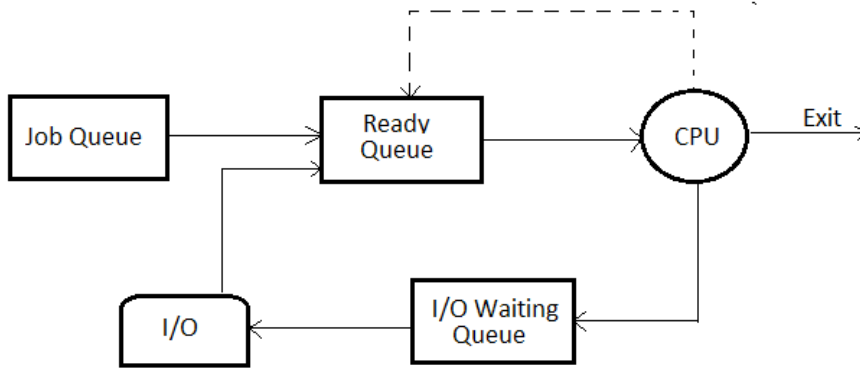 Job Queue
Ready
Queue
CPU
Exit
I/O Waiting
Queue
I/O